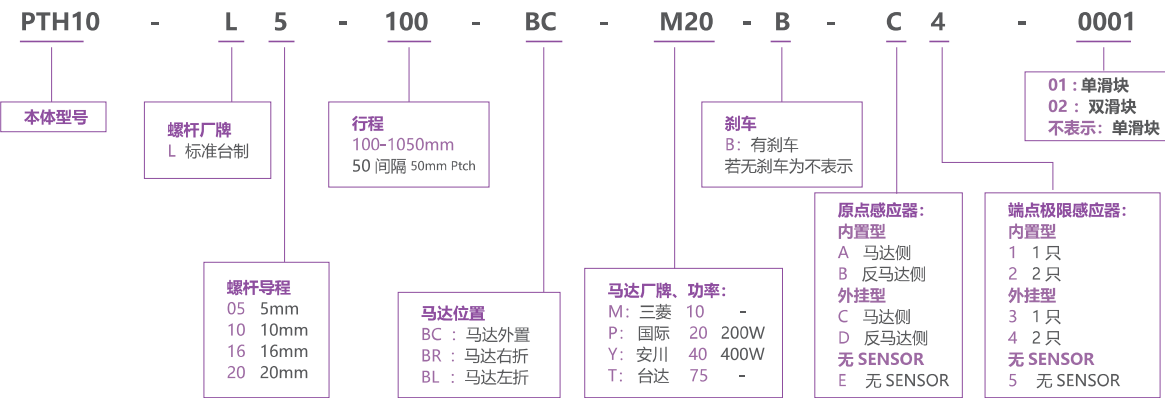 PTH10 - L 5 - 100 - BC - M20 - B - C 4 - 0001
本体型号
螺杆厂牌
L 标准台制
行程
100-1050mm
50 间隔 50mm Ptch
刹车
B：有刹车
若无刹车为不表示
01 : 单滑块
02 : 双滑块
不表示：单滑块
螺杆导程
05 5mm
10 10mm
16 16mm
20 20mm
马达位置
BC ：马达外置
BR ：马达右折
BL ：马达左折
马达厂牌、功率：
M：三菱 10 -
P：国际 20 200W
Y：安川 40 400W
T：台达 75 -
原点感应器：
内置型
A 马达侧
B 反马达侧
外挂型
C 马达侧
D 反马达侧
无 SENSOR
E 无 SENSOR
端点极限感应器：
内置型
1 1 只
2 2 只
外挂型
3 1 只
4 2 只
无 SENSOR
5 无 SENSOR